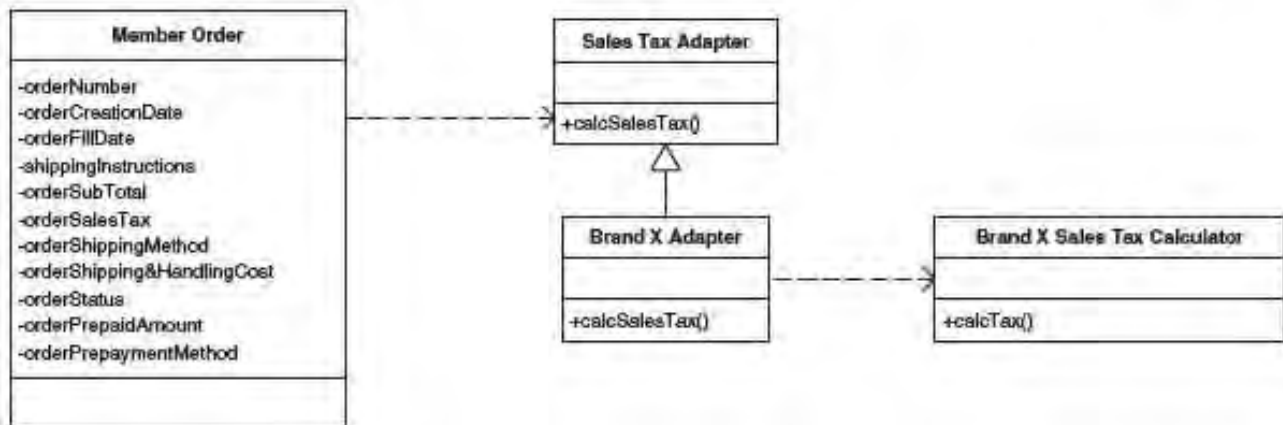 Member Order
-orderNumber
-orderCreationDate
-orderFillDate
-shippingInstructions
-orderSubTotal
-orderSalesTax
-orderShippingMethod
-orderShipping&HandlingCost
-orderStatus
-orderPrepaidAmount
-orderPrepaymentMethod
Sales Tax Adapter
+calcSalesTax()
Brand X Adapter
+calcSalesTax()
Brand X Sales Tax Calculator
+calcTax()